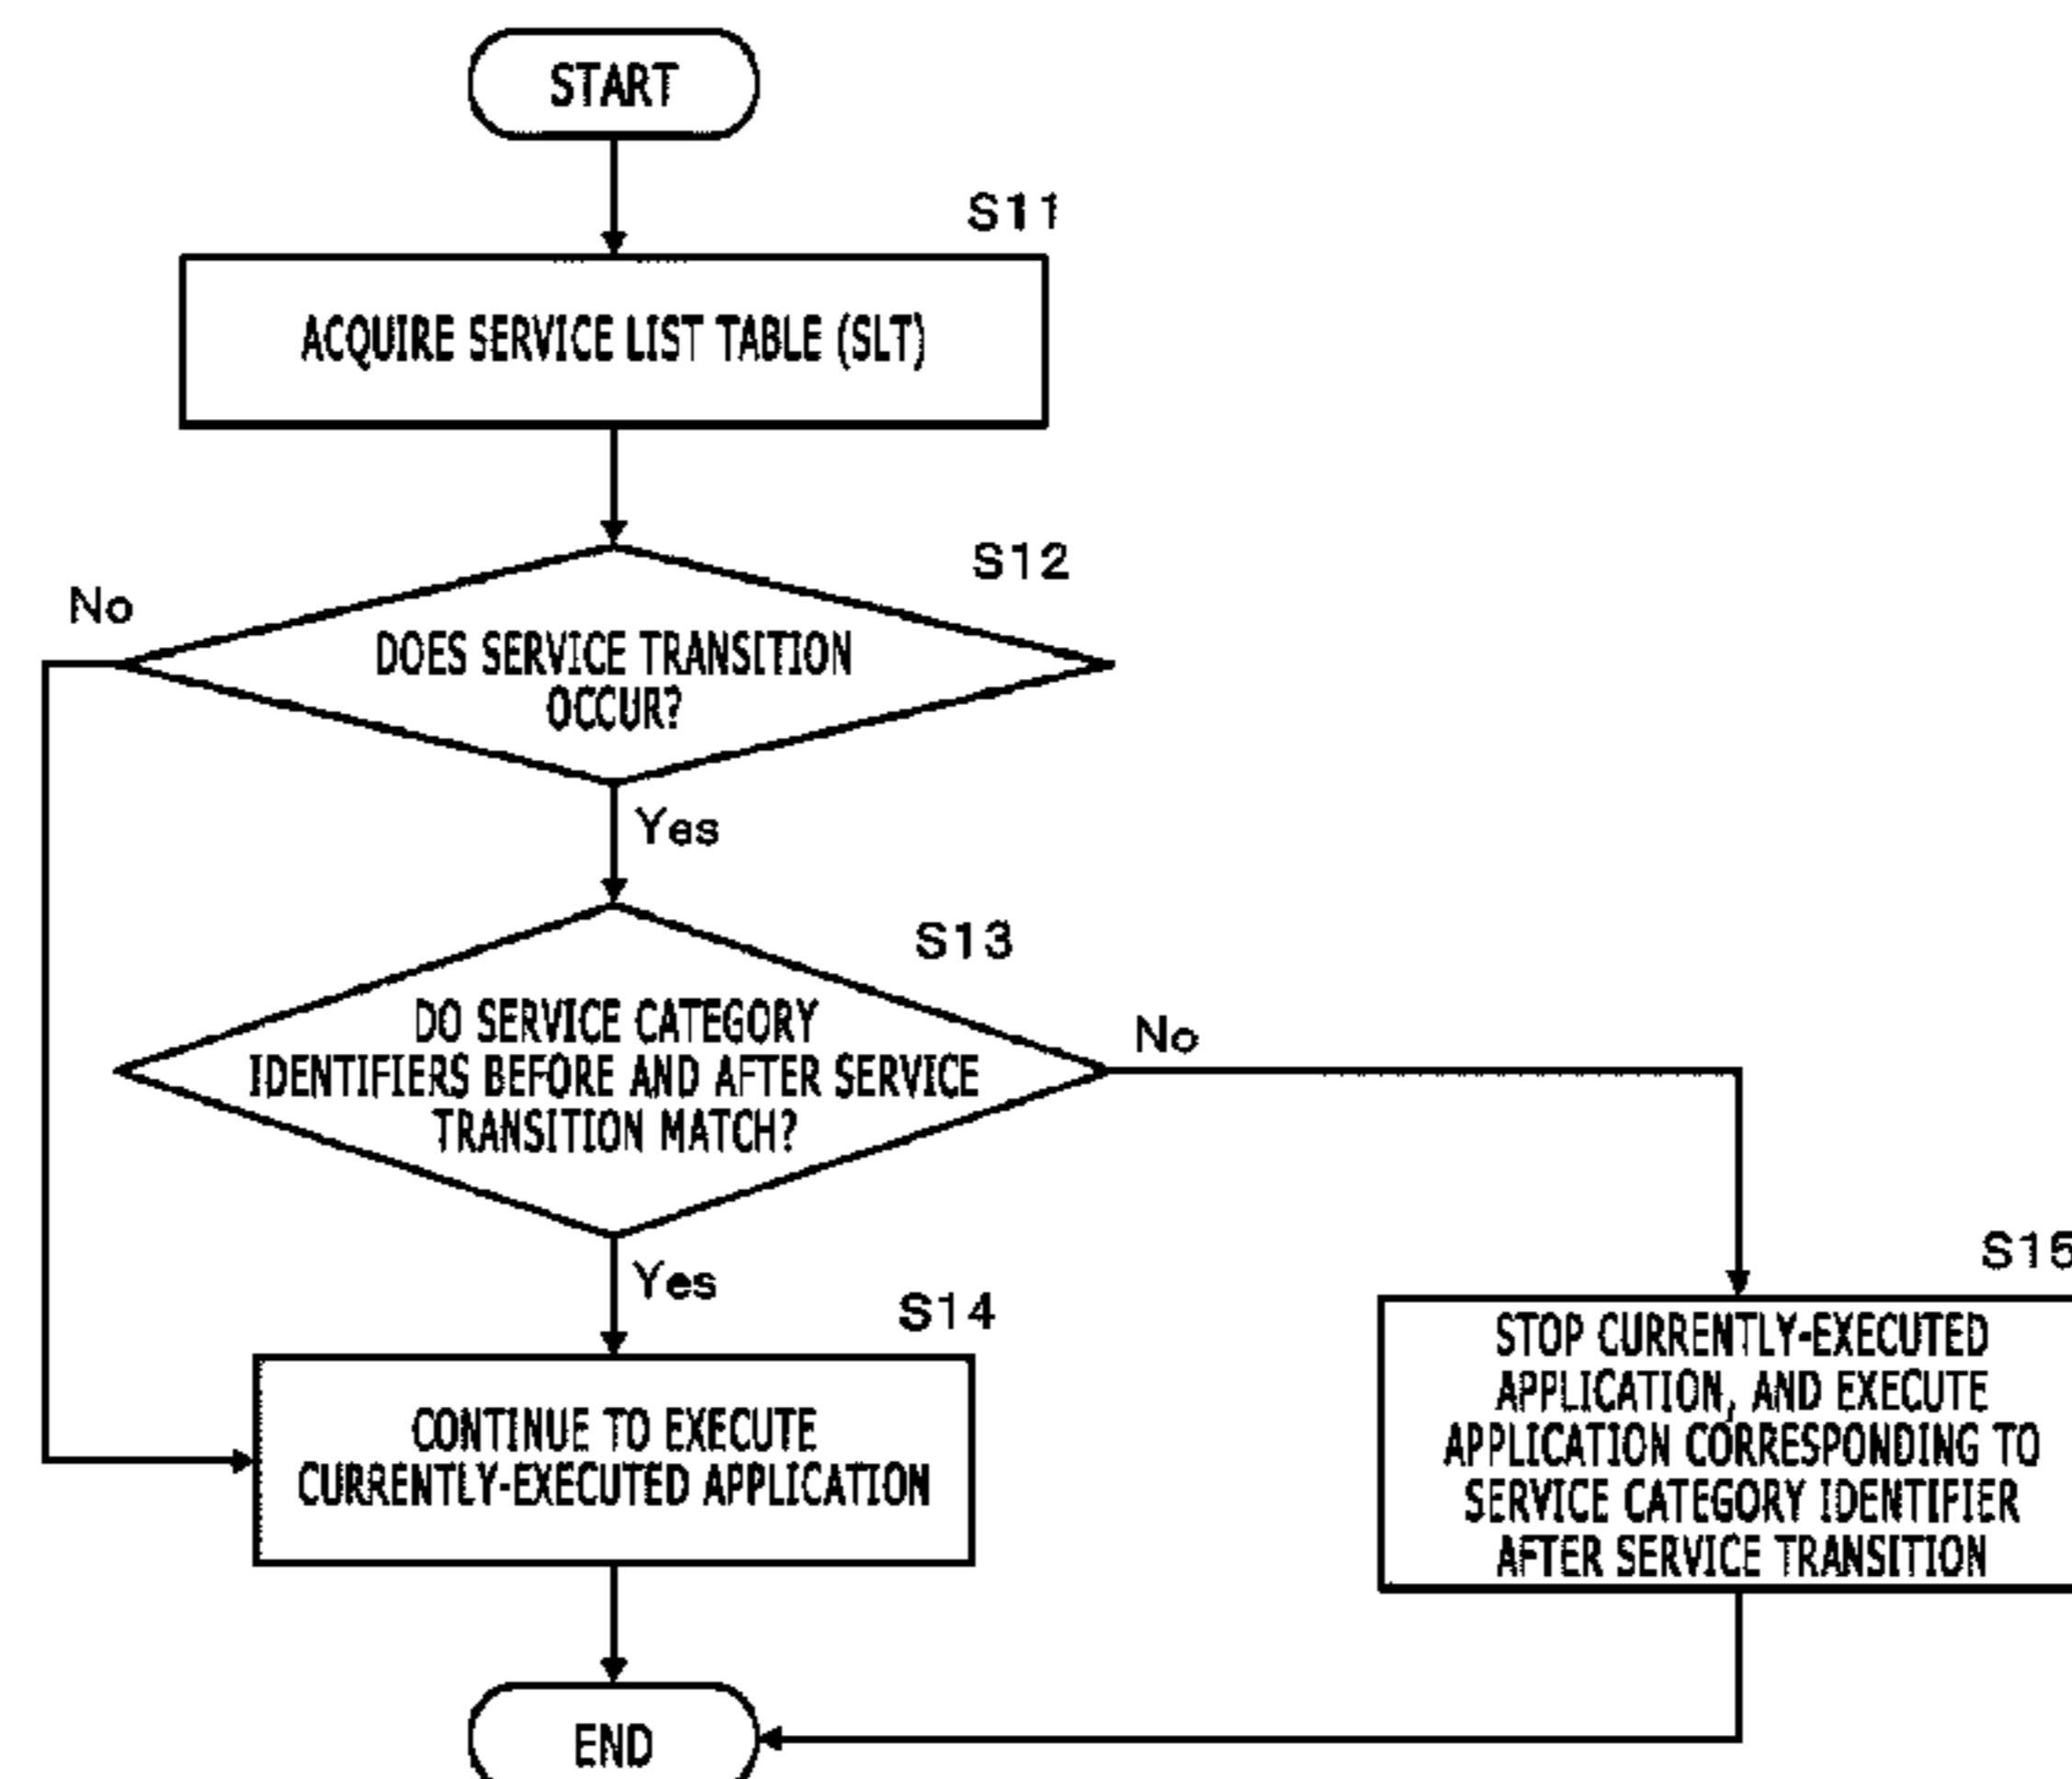 START
S11
ACQUIRE SERVICE LIST TABLE (SLT)
S12
No
DOES SERVICE TRANSITION
OCCUR?
Yes
S13
DO SERVICE CATEGORY
IDENTIFIERS BEFORE AND AFTER SERVICE
TRANSITION MATCH?
No
Yes
S14
CONTINUE TO EXECUTE
CURRENTLY-EXECUTED APPLICATION
S15
STOP CURRENTLY-EXECUTED
APPLICATION, AND EXECUTE
APPLICATION CORRESPONDING TO
SERVICE CATEGORY IDENTIFIER
AFTER SERVICE TRANSITION
END